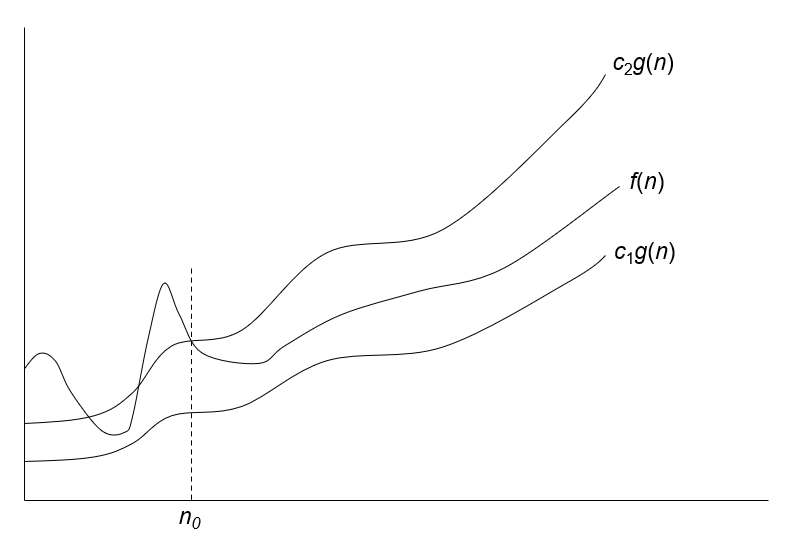 c₂g(n)
f(n)
c₁g(n)
n₀